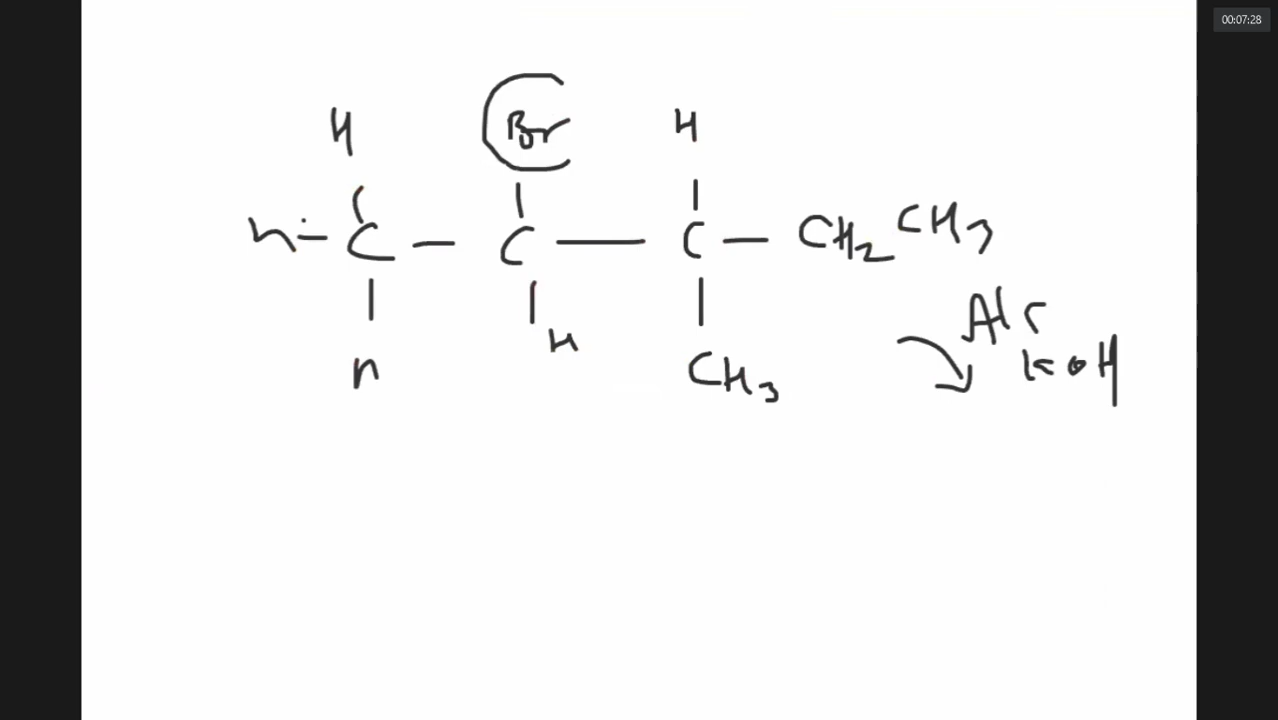 00:07:28
H Br H
H - C - C - C - CH2CH3
H H CH3
Alc
KOH